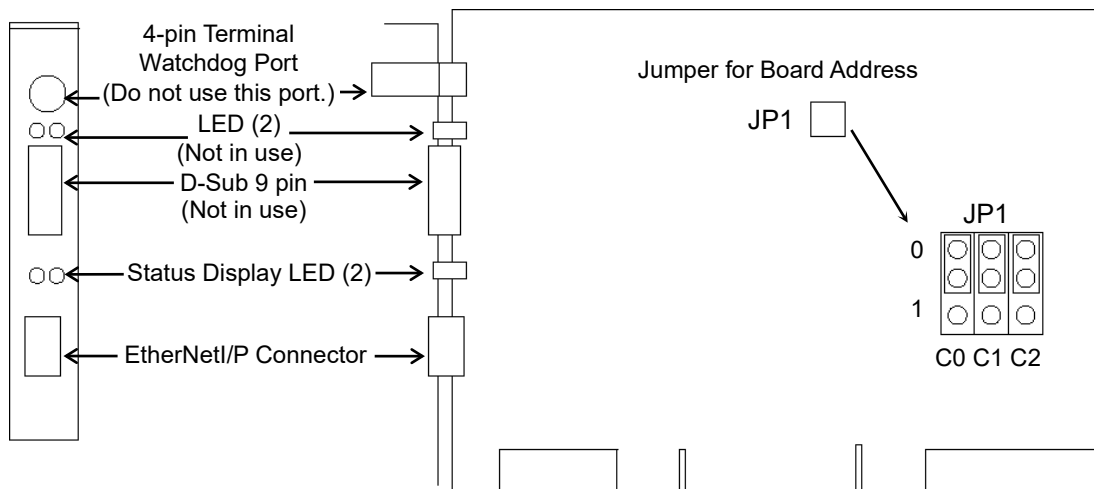 4-pin Terminal
Watchdog Port
(Do not use this port.)
LED (2)
(Not in use)
D-Sub 9 pin
(Not in use)
Status Display LED (2)
EtherNetI/P Connector
Jumper for Board Address
JP1
JP1
0
1
C0 C1 C2